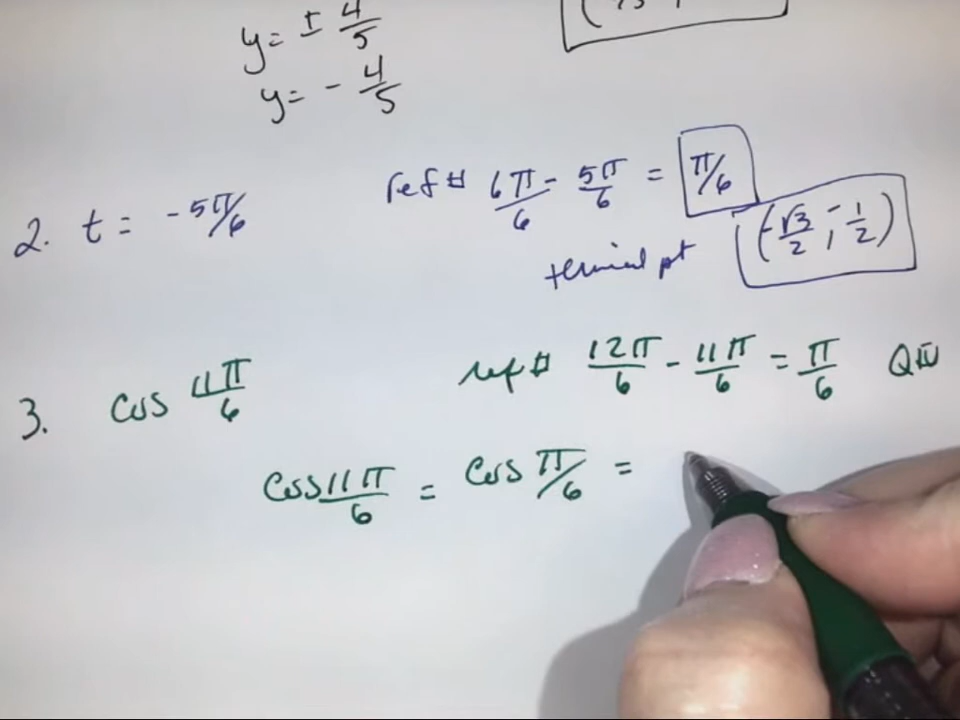 y = ± 4/5
y = - 4/5
2. t = -5π/6 ref # 6π/6 - 5π/6 = π/6
terminal pt (-√3/2, -1/2)
3. cos 11π/6 ref # 12π/6 - 11π/6 = π/6 QIV
cos 11π/6 = cos π/6 =